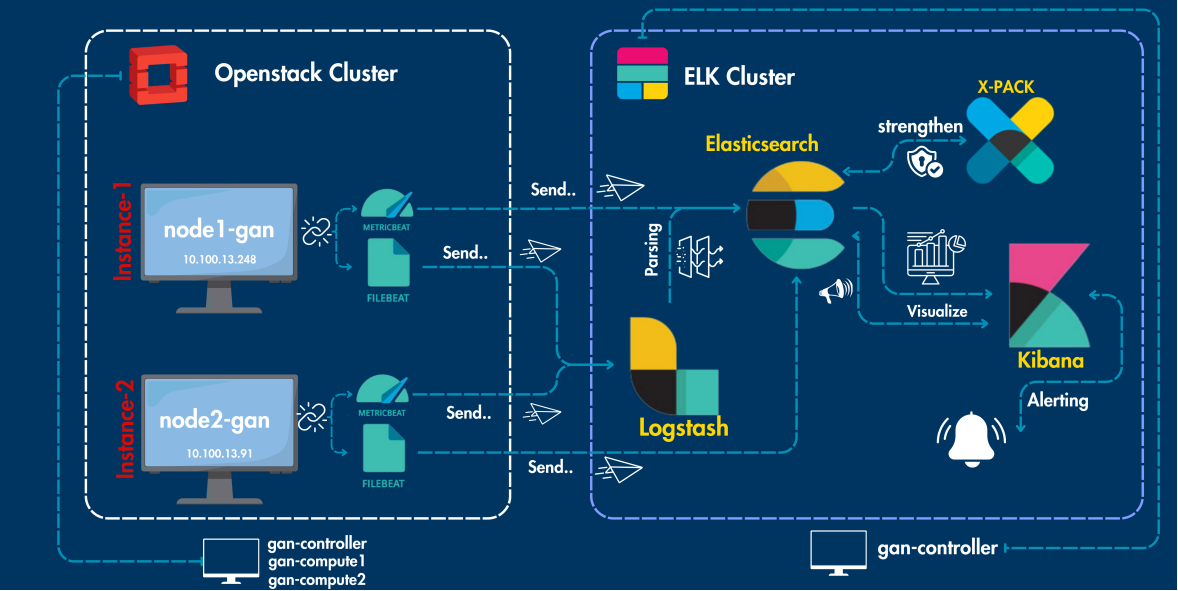 Openstack Cluster
Instance-1
node1-gan
10.100.13.248
METRICBEAT
FILEBEAT
Send..
Send..
Instance-2
node2-gan
10.100.13.91
METRICBEAT
FILEBEAT
Send..
Send..
gan-controller
gan-compute1
gan-compute2
ELK Cluster
X-PACK
strengthen
Elasticsearch
Parsing
Visualize
Kibana
Alerting
Logstash
gan-controller